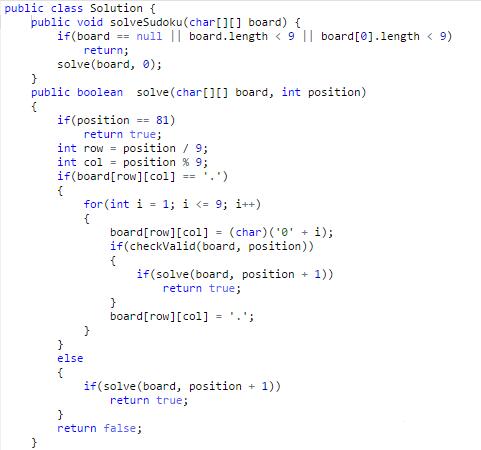 public class Solution {
    public void solveSudoku(char[][] board) {
        if(board == null || board.length < 9 || board[0].length < 9)
            return;
        solve(board, 0);
    }
    public boolean  solve(char[][] board, int position)
    {
        if(position == 81)
            return true;
        int row = position / 9;
        int col = position % 9;
        if(board[row][col] == '.')
        {
            for(int i = 1; i <= 9; i++)
            {
                board[row][col] = (char)('0' + i);
                if(checkValid(board, position))
                {
                    if(solve(board, position + 1))
                        return true;
                }
                board[row][col] = '.';
            }
        }
        else
        {
            if(solve(board, position + 1))
                return true;
        }
        return false;
    }